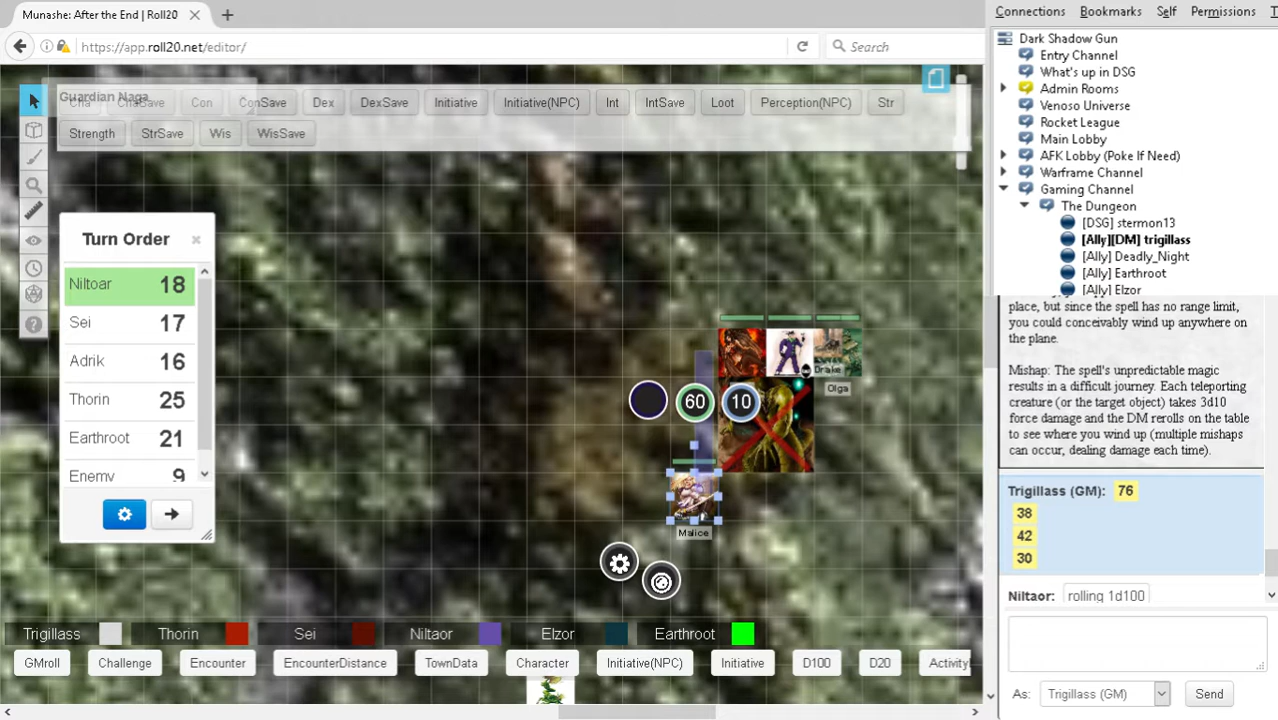 Munashe: After the End | Roll20
https://app.roll20.net/editor/
Search
Guardian Naga
Cha
ChaSave
Con
ConSave
Dex
DexSave
Initiative
Initiative(NPC)
Int
IntSave
Loot
Perception(NPC)
Str
Strength
StrSave
Wis
WisSave
Turn Order
Niltoar 18
Sei 17
Adrik 16
Thorin 25
Earthroot 21
Enemy 9
60
10
Drake
Olga
Malice
Trigillass
Thorin
Sei
Niltaor
Elzor
Earthroot
GMroll
Challenge
Encounter
EncounterDistance
TownData
Character
Initiative(NPC)
Initiative
D100
D20
Activity
Connections Bookmarks Self Permissions T
Dark Shadow Gun
Entry Channel
What's up in DSG
Admin Rooms
Venoso Universe
Rocket League
Main Lobby
AFK Lobby (Poke If Need)
Warframe Channel
Gaming Channel
The Dungeon
[DSG] stermon13
[Ally][DM] trigillass
[Ally] Deadly_Night
[Ally] Earthroot
[Ally] Elzor
place, but since the spell has no range limit,
you could conceivably wind up anywhere on
the plane.
Mishap: The spell's unpredictable magic
results in a difficult journey. Each teleporting
creature (or the target object) takes 3d10
force damage and the DM rerolls on the table
to see where you wind up (multiple mishaps
can occur, dealing damage each time).
Trigillass (GM): 76
38
42
30
Niltaor: rolling 1d100
As: Trigillass (GM) Send